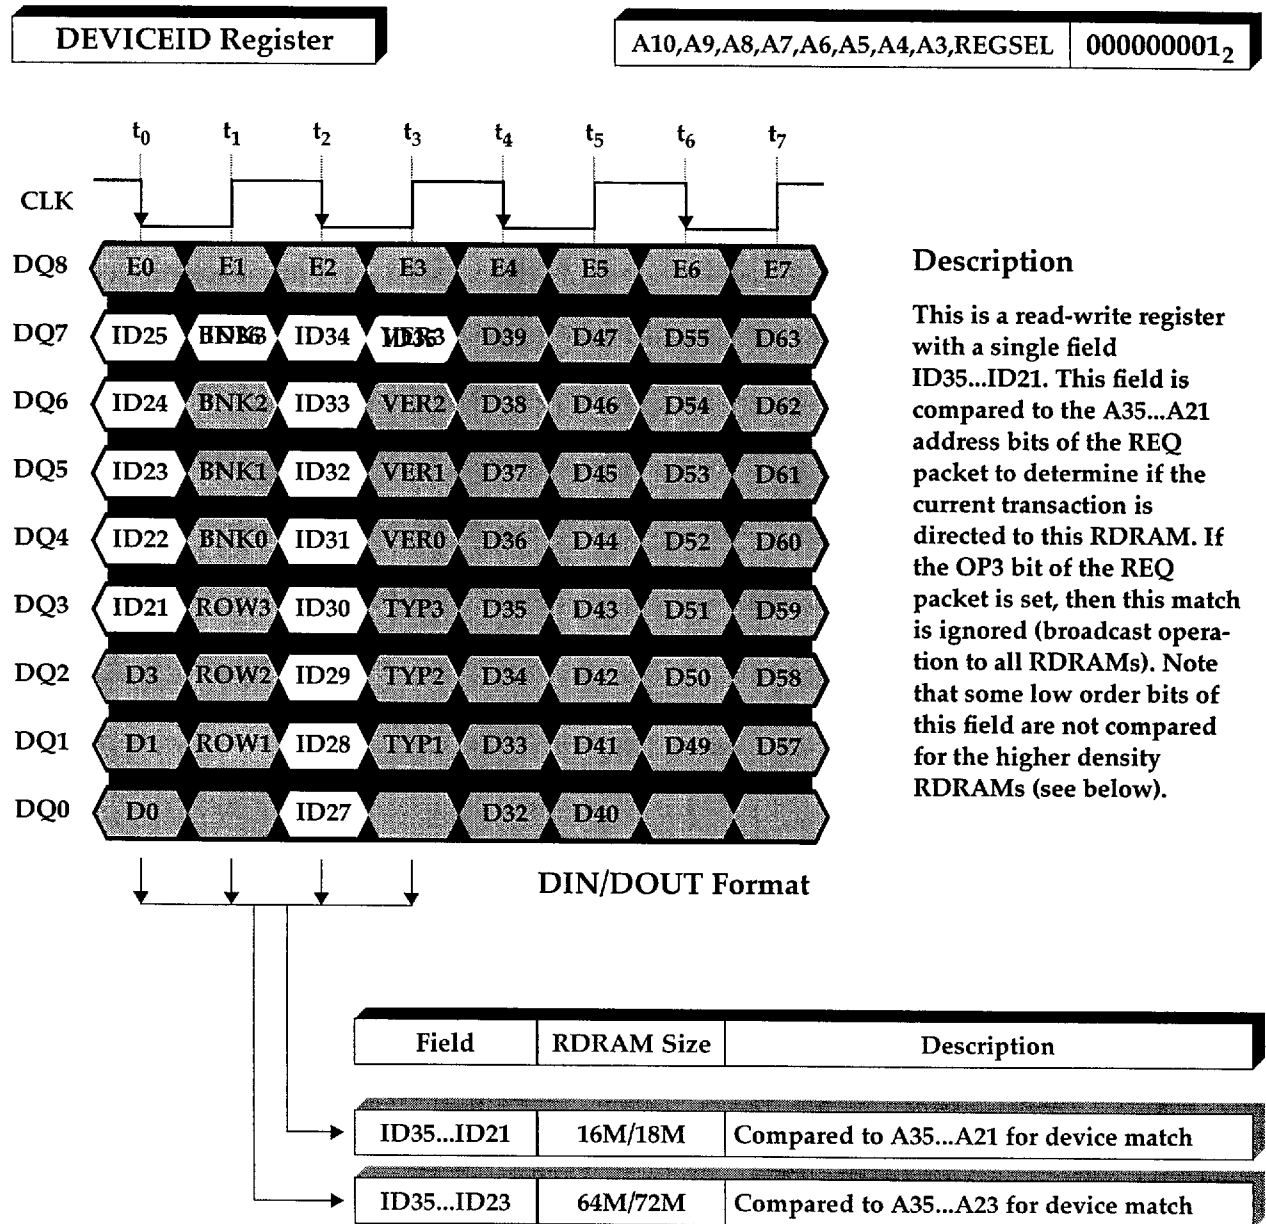 DEVICEID Register
A10,A9,A8,A7,A6,A5,A4,A3,REGSEL 000000001₂
t₀ t₁ t₂ t₃ t₄ t₅ t₆ t₇
CLK
DQ8 E0 E1 E2 E3 E4 E5 E6 E7
DQ7 ID25 ID34 D39 D47 D55 D63
DQ6 ID24 BNK2 ID33 VER2 D38 D46 D54 D62
DQ5 ID23 BNK1 ID32 VER1 D37 D45 D53 D61
DQ4 ID22 BNK0 ID31 VER0 D36 D44 D52 D60
DQ3 ID21 ROW3 ID30 TYP3 D35 D43 D51 D59
DQ2 D3 ROW2 ID29 TYP2 D34 D42 D50 D58
DQ1 D1 ROW1 ID28 TYP1 D33 D41 D49 D57
DQ0 D0 ID27 D32 D40
DIN/DOUT Format
Description
This is a read-write register
with a single field
ID35...ID21. This field is
compared to the A35...A21
address bits of the REQ
packet to determine if the
current transaction is
directed to this RDRAM. If
the OP3 bit of the REQ
packet is set, then this match
is ignored (broadcast opera-
tion to all RDRAMs). Note
that some low order bits of
this field are not compared
for the higher density
RDRAMs (see below).
Field RDRAM Size Description
ID35...ID21 16M/18M Compared to A35...A21 for device match
ID35...ID23 64M/72M Compared to A35...A23 for device match